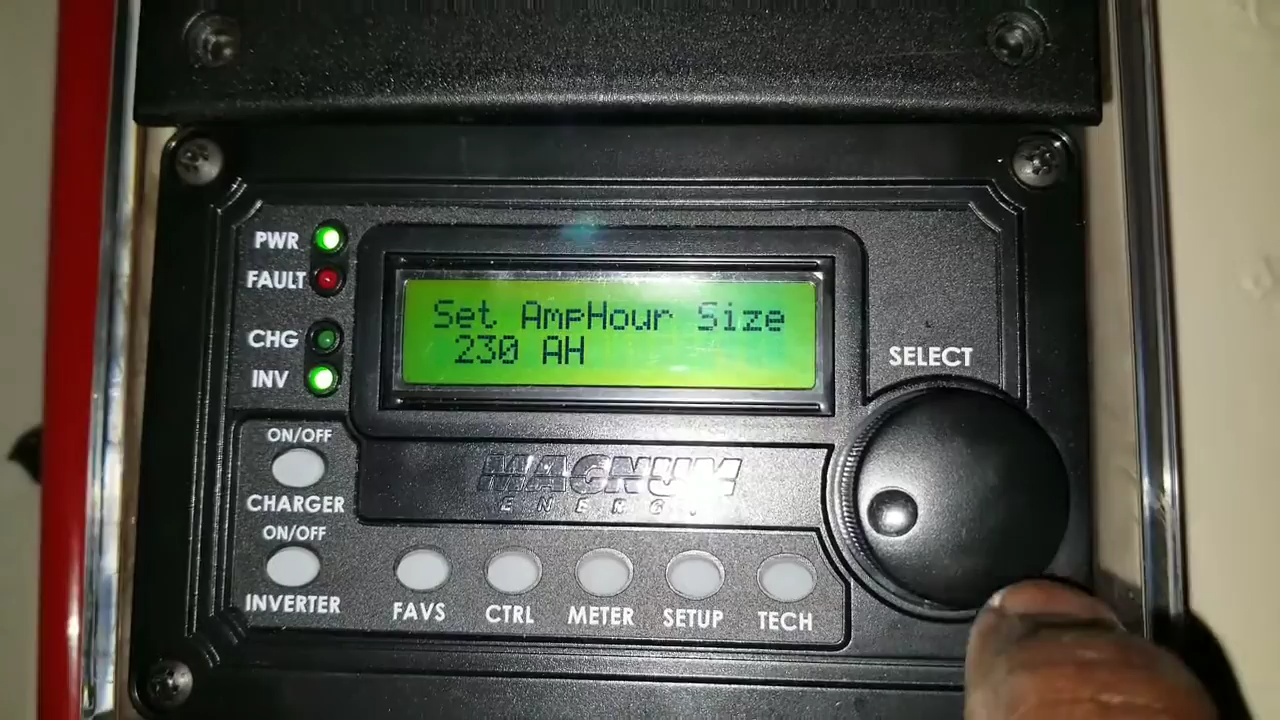 PWR
FAULT
CHG
INV
Set AmpHour Size
230 AH
SELECT
ON/OFF
CHARGER
ON/OFF
INVERTER
MAGNUM
ENERGY
FAVS
CTRL
METER
SETUP
TECH